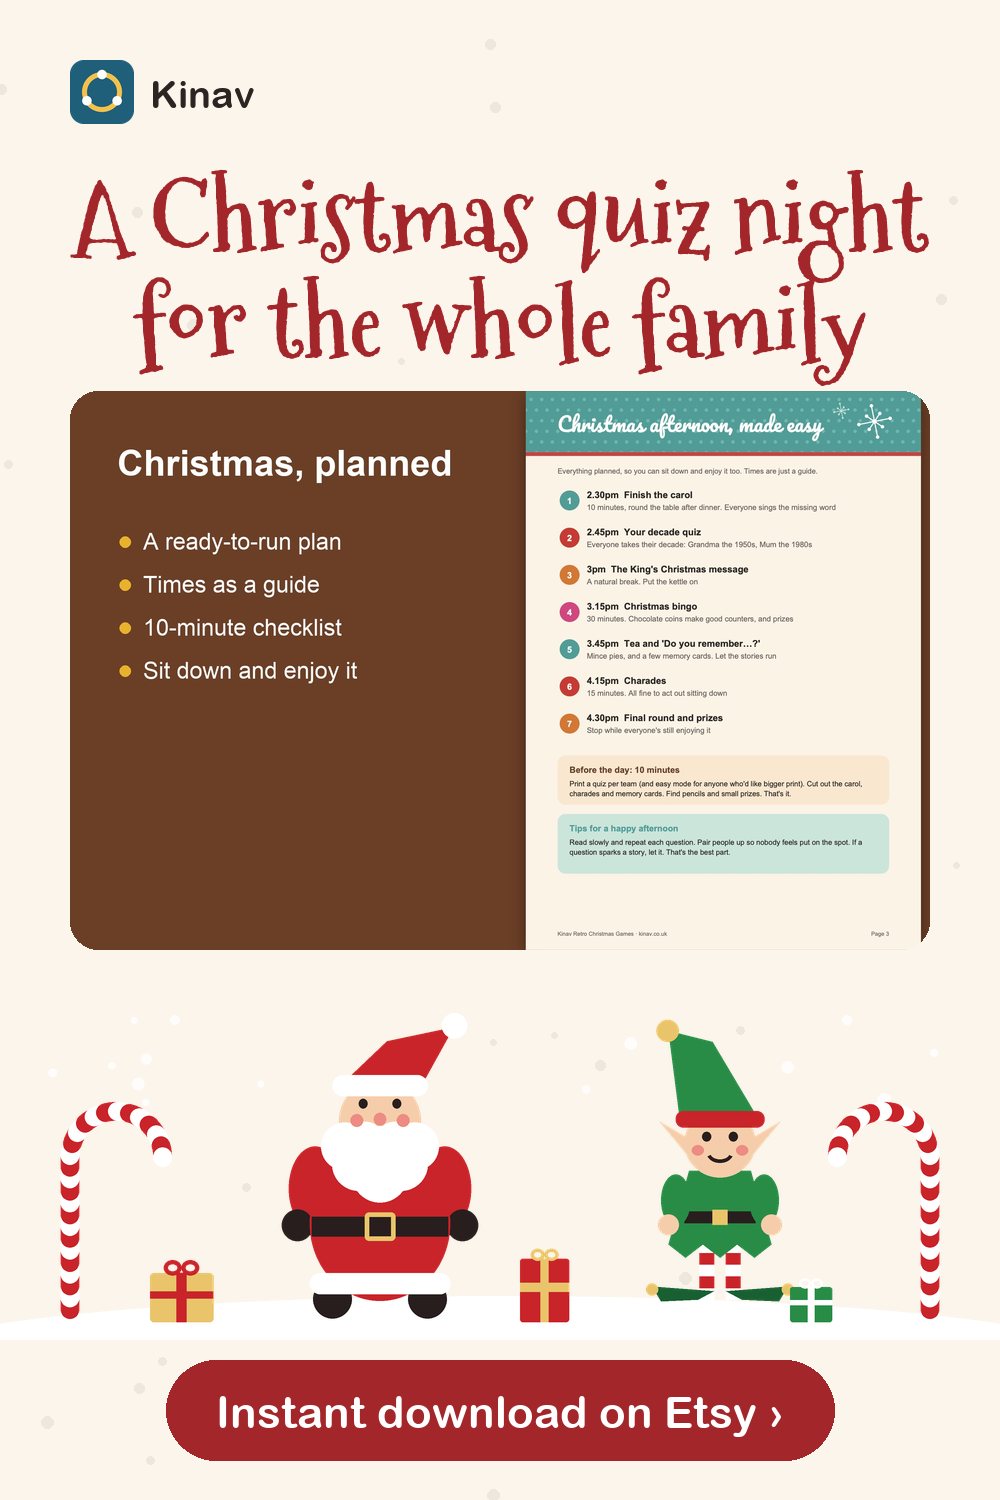 Kinav
A Christmas quiz night
for the whole family
Christmas, planned
A ready-to-run plan
Times as a guide
10-minute checklist
Sit down and enjoy it
Christmas afternoon, made easy
Everything planned, so you can sit down and enjoy it too. Times are just a guide.
1 2.30pm Finish the carol
10 minutes, round the table after dinner. Everyone sings the missing word
2 2.45pm Your decade quiz
Everyone takes their decade: Grandma the 1950s, Mum the 1980s
3 3pm The King's Christmas message
A natural break. Put the kettle on
4 3.15pm Christmas bingo
30 minutes. Chocolate coins make good counters, and prizes
5 3.45pm Tea and 'Do you remember...?'
Mince pies, and a few memory cards. Let the stories run
6 4.15pm Charades
15 minutes. All fine to act out sitting down
7 4.30pm Final round and prizes
Stop while everyone's still enjoying it
Before the day: 10 minutes
Print a quiz per team (and easy mode for anyone who'd like bigger print). Cut out the carol,
charades and memory cards. Find pencils and small prizes. That's it.
Tips for a happy afternoon
Read slowly and repeat each question. Pair people up so nobody feels put on the spot. If a
question sparks a story, let it. That's the best part.
Kinav Retro Christmas Games · kinav.co.uk Page 3
Instant download on Etsy ›